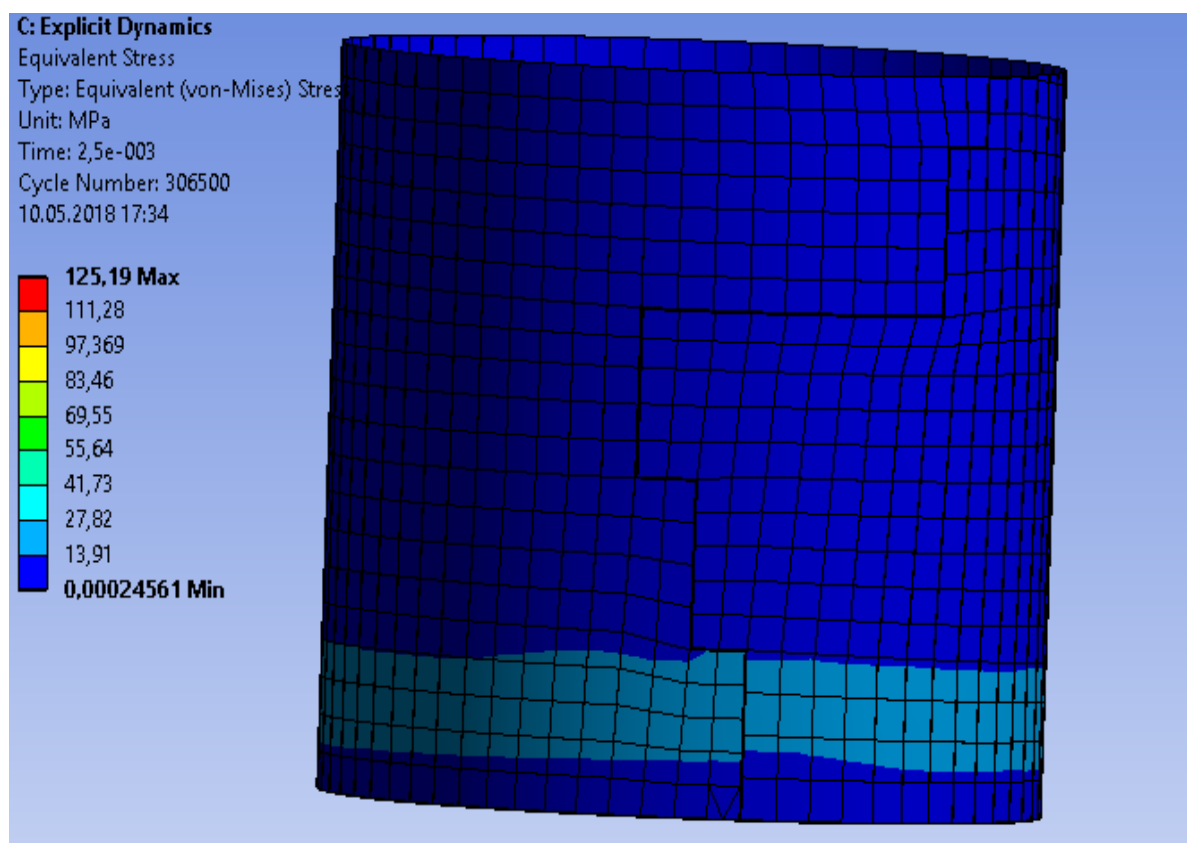 C: Explicit Dynamics
Equivalent Stress
Type: Equivalent (von-Mises) Stres
Unit: MPa
Time: 2,5e-003
Cycle Number: 306500
10.05.2018 17:34
125,19 Max
111,28
97,369
83,46
69,55
55,64
41,73
27,82
13,91
0,00024561 Min